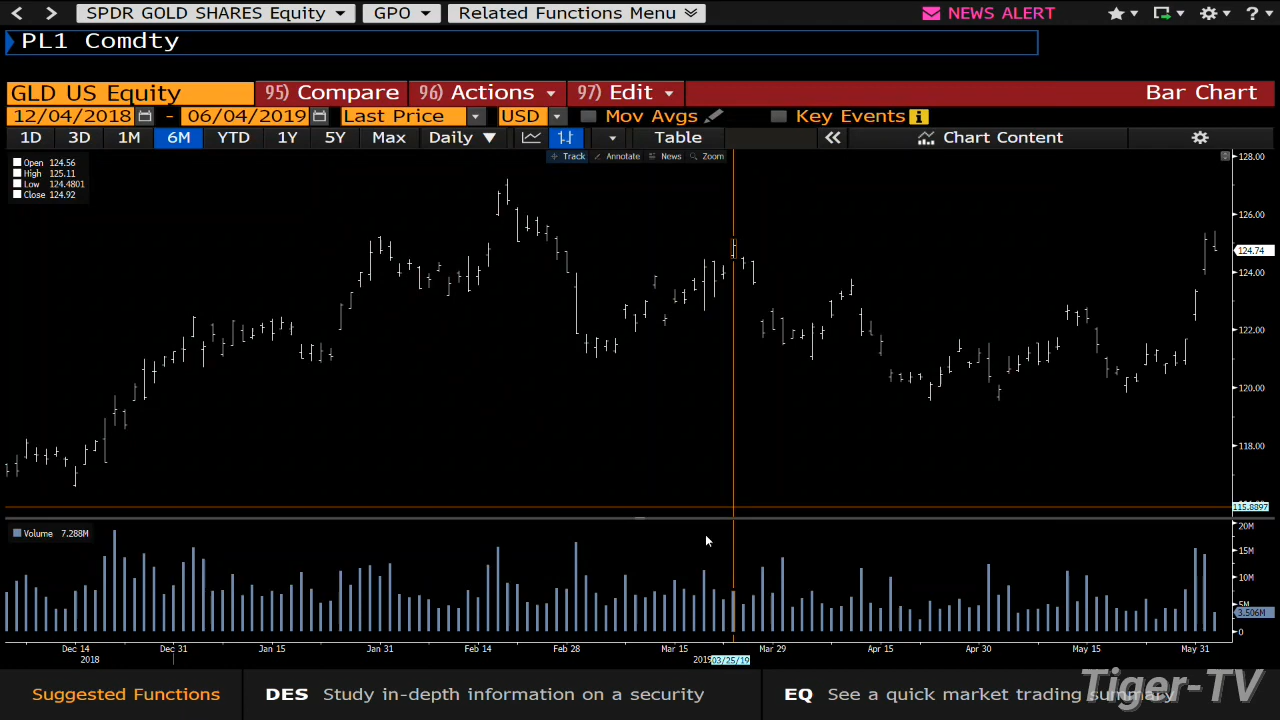 SPDR GOLD SHARES Equity GPO Related Functions Menu NEWS ALERT ?
PL1 Comdty
GLD US Equity 95) Compare 96) Actions 97) Edit Bar Chart
12/04/2018 - 06/04/2019 Last Price USD Mov Avgs Key Events i
1D 3D 1M 6M YTD 1Y 5Y Max Daily Table Chart Content
Track Annotate News Zoom
Open 124.56
High 125.11
Low 124.4801
Close 124.92
128.00
126.00
124.74
124.00
122.00
120.00
118.00
115.8897
Volume 7.288M
20M
15M
10M
5M
3.506M
0
Dec 14 Dec 31 Jan 15 Jan 31 Feb 14 Feb 28 Mar 15 Mar 29 Apr 15 Apr 30 May 15 May 31
2018 2019 03/25/19
Suggested Functions DES Study in-depth information on a security EQ See a quick market trading summary
Tiger-TV